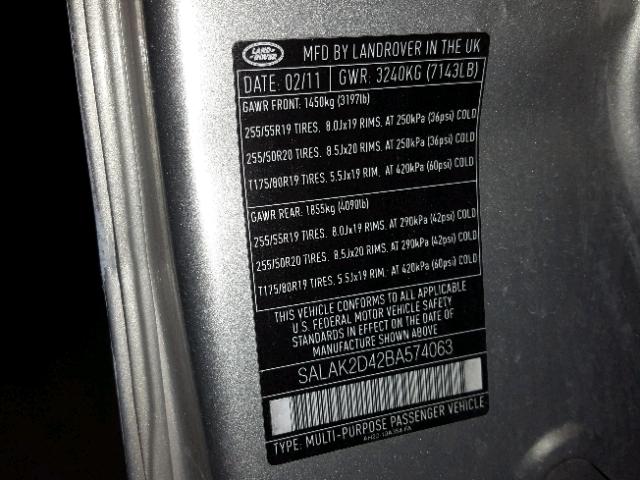 LAND ROVER
MFD BY LANDROVER IN THE UK
DATE: 02/11 GWR: 3240KG (7143LB)
GAWR FRONT: 1450kg (3197lb)
255/55R19 TIRES, 8.0Jx19 RIMS, AT 250kPa (36psi) COLD
255/50R20 TIRES, 8.5Jx20 RIMS, AT 250kPa (36psi) COLD
T175/80R19 TIRES, 5.5Jx19 RIM, AT 420kPa (60psi) COLD
GAWR REAR: 1855kg (4090lb)
255/55R19 TIRES, 8.0Jx19 RIMS, AT 290kPa (42psi) COLD
255/50R20 TIRES, 8.5Jx20 RIMS, AT 290kPa (42psi) COLD
T175/80R19 TIRES, 5.5Jx19 RIM, AT 420kPa (60psi) COLD
THIS VEHICLE CONFORMS TO ALL APPLICABLE
U.S. FEDERAL MOTOR VEHICLE SAFETY
STANDARDS IN EFFECT ON THE DATE OF
MANUFACTURE SHOWN ABOVE
SALAK2D42BA574063
TYPE: MULTI-PURPOSE PASSENGER VEHICLE